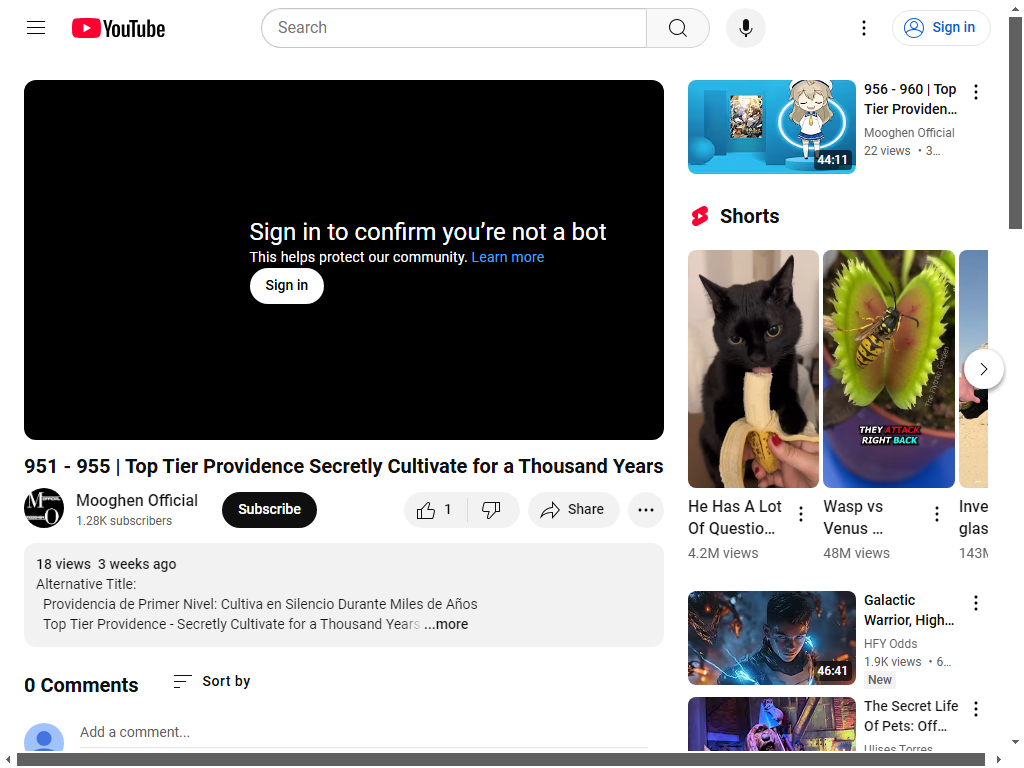 YouTube
Search
Sign in
Sign in to confirm you’re not a bot
This helps protect our community. Learn more
Sign in
951 - 955 | Top Tier Providence Secretly Cultivate for a Thousand Years
Mooghen Official
1.28K subscribers
Subscribe
1
Share
18 views 3 weeks ago
Alternative Title:
Providencia de Primer Nivel: Cultiva en Silencio Durante Miles de Años
Top Tier Providence - Secretly Cultivate for a Thousand Years ...more
0 Comments
Sort by
Add a comment...
44:11
956 - 960 | Top
Tier Providen...
Mooghen Official
22 views • 3...
Shorts
THEY ATTACK
RIGHT BACK
The Flytrap Garden
He Has A Lot
Of Questio...
4.2M views
Wasp vs
Venus ...
48M views
Inve
glas
143M
46:41
Galactic
Warrior, High...
HFY Odds
1.9K views • 6...
New
The Secret Life
Of Pets: Off...
Ulises Torres